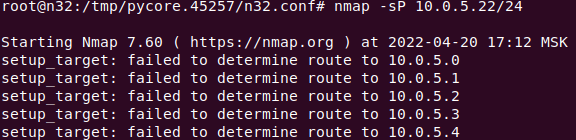 root@n32:/tmp/pycore.45257/n32.conf# nmap -sP 10.0.5.22/24
Starting Nmap 7.60 ( https://nmap.org ) at 2022-04-20 17:12 MSK
setup_target: failed to determine route to 10.0.5.0
setup_target: failed to determine route to 10.0.5.1
setup_target: failed to determine route to 10.0.5.2
setup_target: failed to determine route to 10.0.5.3
setup_target: failed to determine route to 10.0.5.4